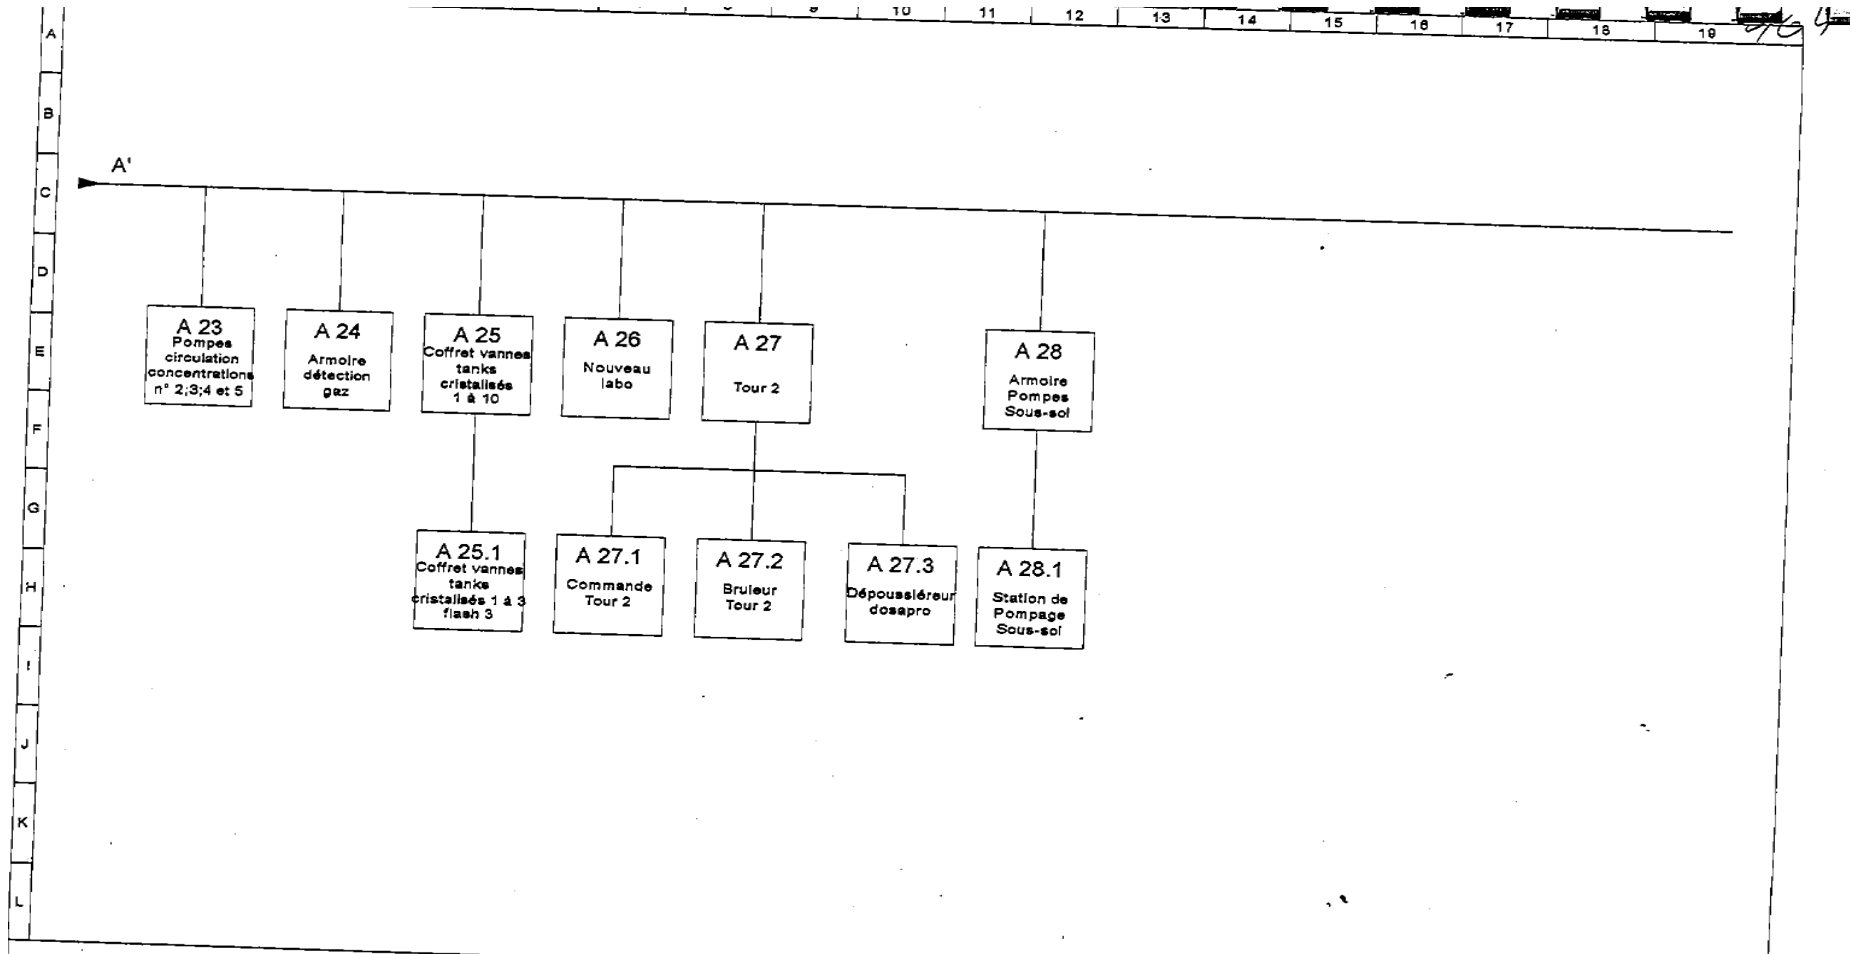 10 11 12 13 14 15 16 17 18 19
A
B
C
D
E
F
G
H
I
J
K
L
A'
A 23
Pompes
circulation
concentrations
n° 2;3;4 et 5
A 24
Armoire
détection
gaz
A 25
Coffret vannes
tanks
cristalisés
1 à 10
A 26
Nouveau
labo
A 27
Tour 2
A 28
Armoire
Pompes
Sous-sol
A 25.1
Coffret vannes
tanks
cristalisés 1 à 3
flash 3
A 27.1
Commande
Tour 2
A 27.2
Bruleur
Tour 2
A 27.3
Dépoussiéreur
dosapro
A 28.1
Station de
Pompage
Sous-sol